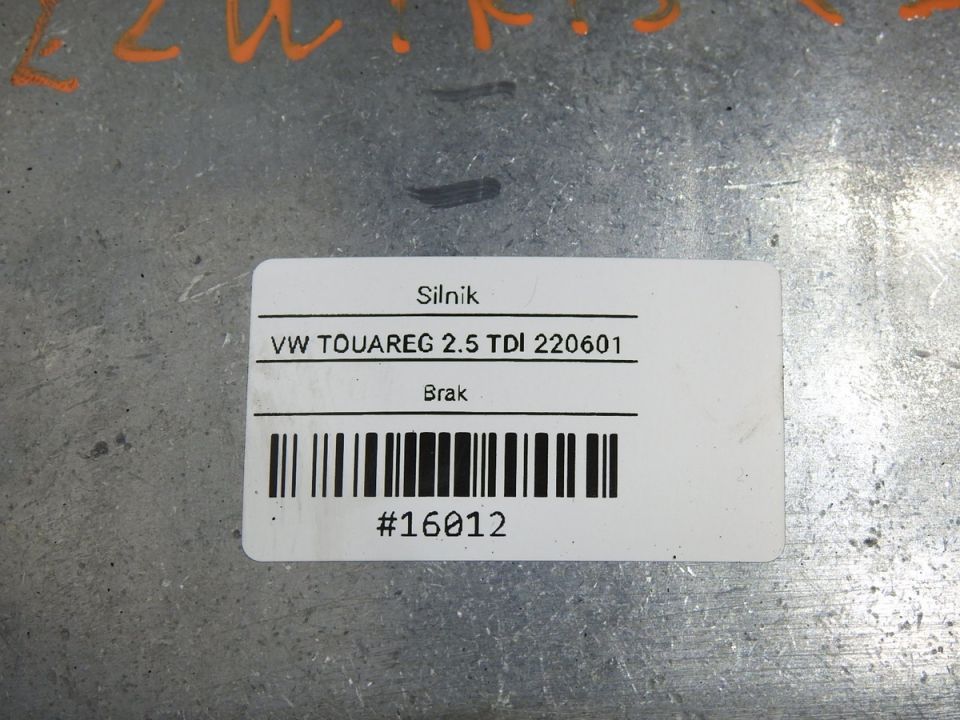 Silnik
VW TOUAREG 2.5 TDI 220601
Brak
#16012